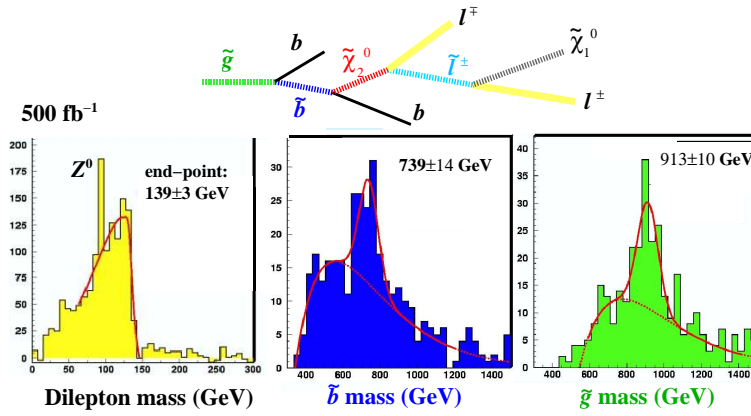 l∓
b
χ̃₂⁰
χ̃₁⁰
g̃
l̃±
b̃
b
l±
500 fb⁻¹
Z⁰
end−point:
139±3 GeV
739±14 GeV
913±10 GeV
200
175
150
125
100
75
50
25
0
0
50
100
150
200
250
300
Dilepton mass (GeV)
30
25
20
15
10
5
0
400
600
800
1000
1200
1400
b̃ mass (GeV)
40
35
30
25
20
15
10
5
0
400
600
800
1000
1200
1400
g̃ mass (GeV)